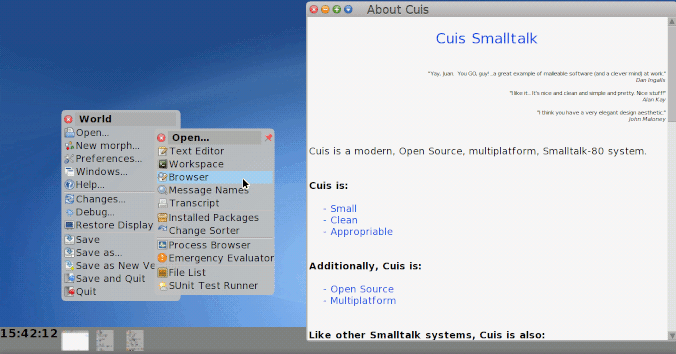 World
Open...
New morph...
Preferences...
Windows...
Help...
Changes...
Debug...
Restore Display
Save
Save as...
Save as New Ve
Save and Quit
Quit
Open...
Text Editor
Workspace
Browser
Message Names
Transcript
Installed Packages
Change Sorter
Process Browser
Emergency Evaluator
File List
SUnit Test Runner
15:42:12
About Cuis
Cuis Smalltalk
"Yay, Juan. You GO, guy! ..a great example of malleable software (and a clever mind) at work."
Dan Ingalls
"I like it.. It's nice and clean and simple and pretty. Nice stuff!"
Alan Kay
"I think you have a very elegant design aesthetic."
John Maloney
Cuis is a modern, Open Source, multiplatform, Smalltalk-80 system.
Cuis is:
- Small
- Clean
- Appropriable
Additionally, Cuis is:
- Open Source
- Multiplatform
Like other Smalltalk systems, Cuis is also: